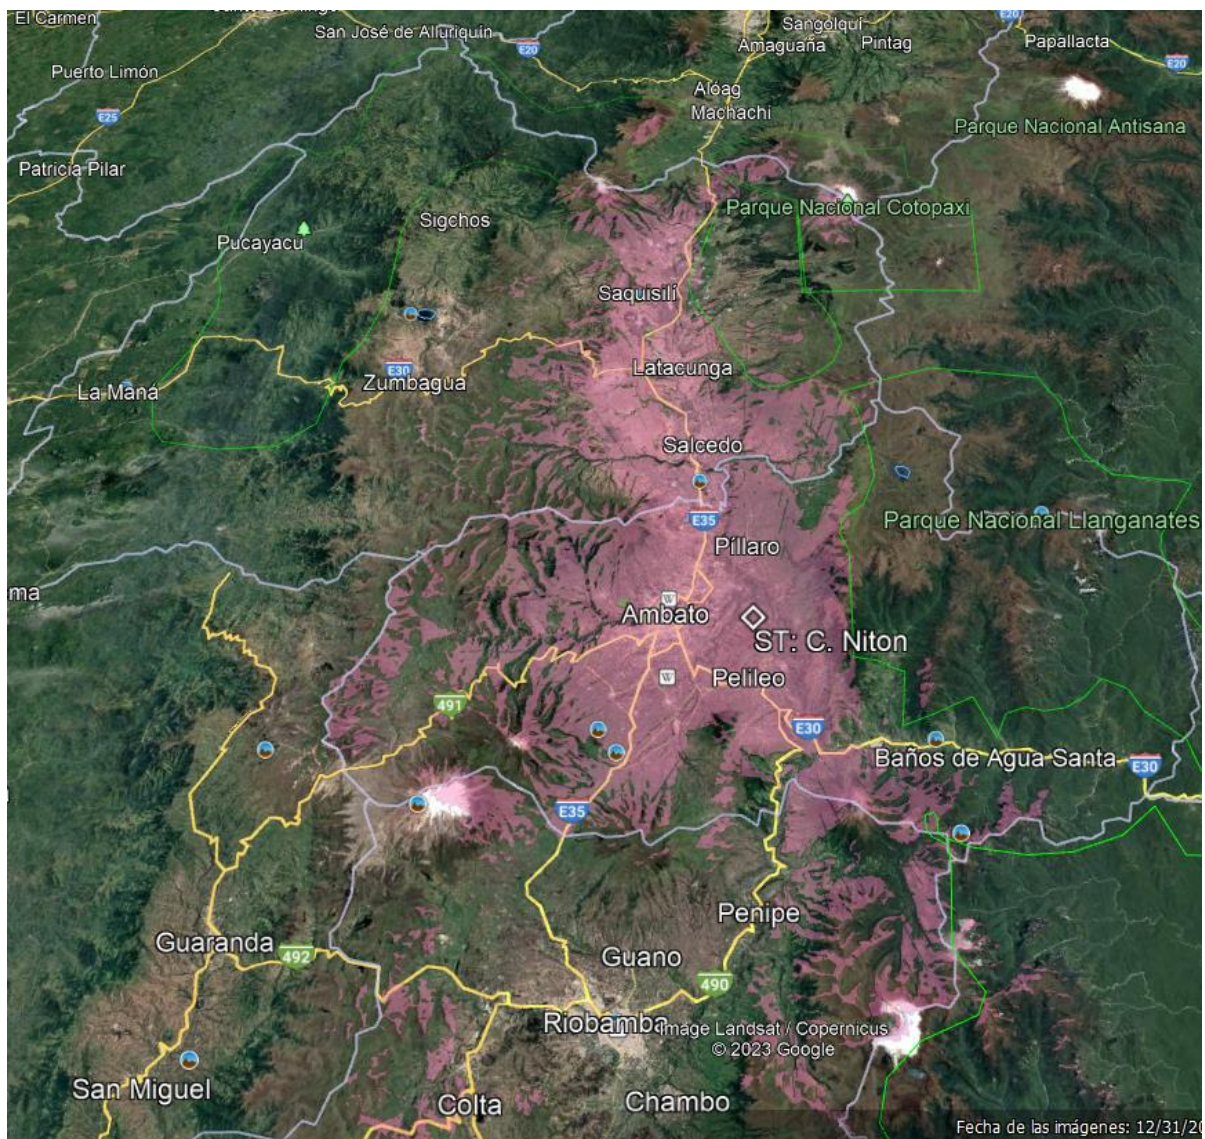 El Carmen
San José de Alluriquín
Sangolquí
E20
Amaguaña
Pintag
Papallacta
E20
E20
Puerto Limón
Alóag
Machachi
E25
Parque Nacional Antisana
Patricia Pilar
Parque Nacional Cotopaxi
Sigchos
Pucayacu
Saquisilí
Latacunga
E30
Zumbagua
La Maná
Salcedo
E35
Parque Nacional Llanganates
Píllaro
ma
W
Ambato
ST: C. Niton
W
Pelileo
491
E30
Baños de Agua Santa
E30
E35
Penipe
Guaranda
492
Guano
490
Riobamba
Image Landsat / Copernicus
© 2023 Google
San Miguel
Colta
Chambo
Fecha de las imágenes: 12/31/20